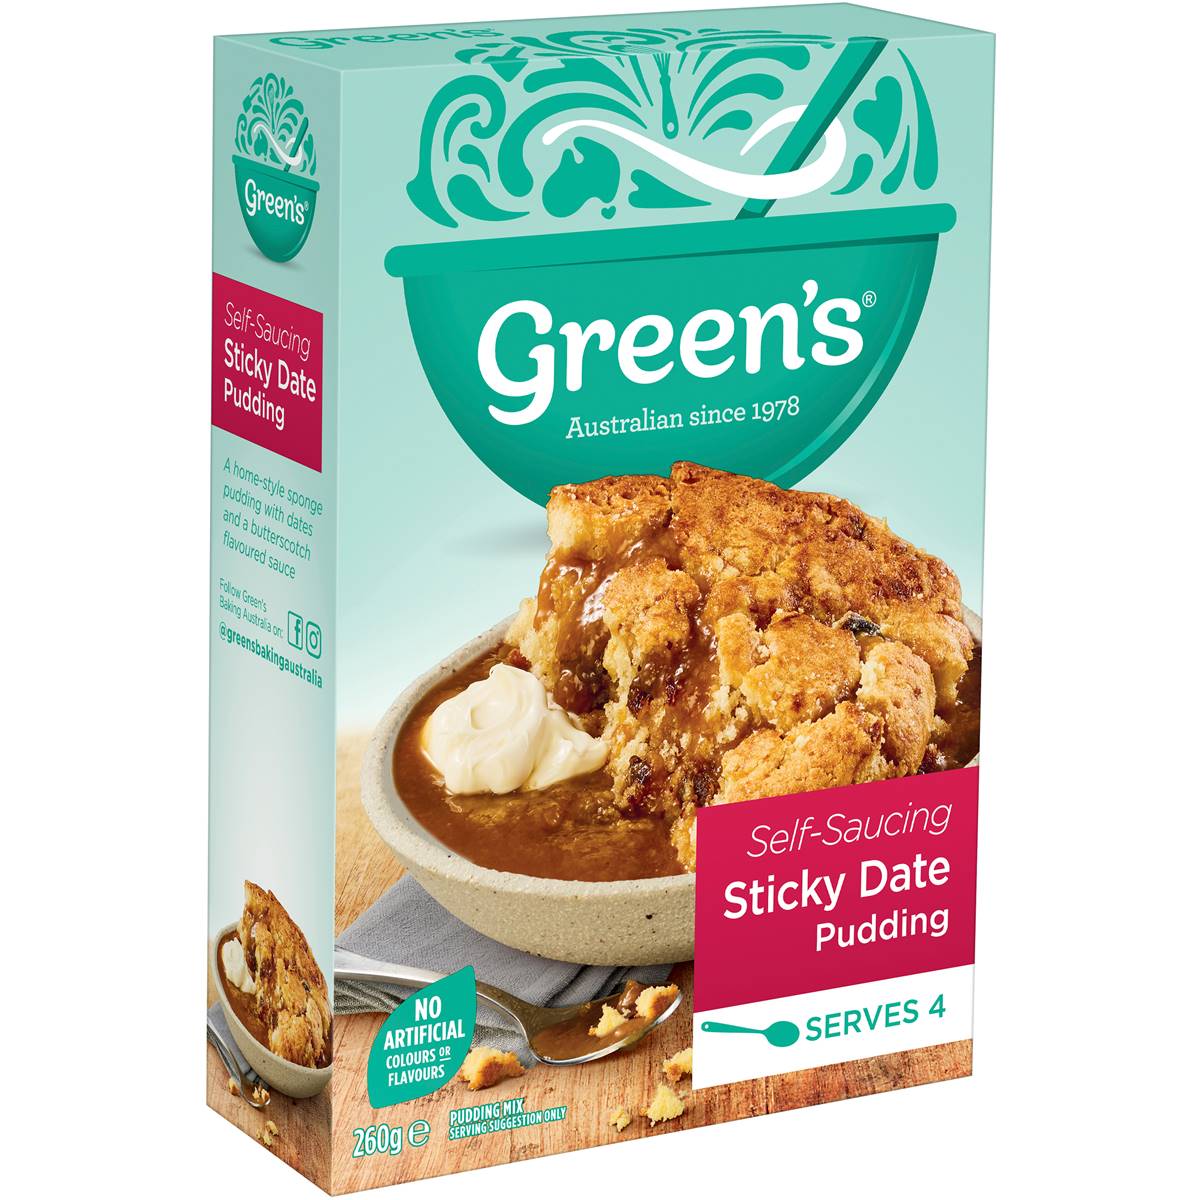 Green's
Green's®
Self-Saucing
Sticky Date
Pudding
A home-style sponge
pudding with dates
and a butterscotch
flavoured sauce
Follow Green's
Baking Australia on:
@greensbakingaustralia
Green's®
Australian since 1978
Self-Saucing
Sticky Date
Pudding
SERVES 4
NO
ARTIFICIAL
COLOURS OR
FLAVOURS
260g e
PUDDING MIX
SERVING SUGGESTION ONLY